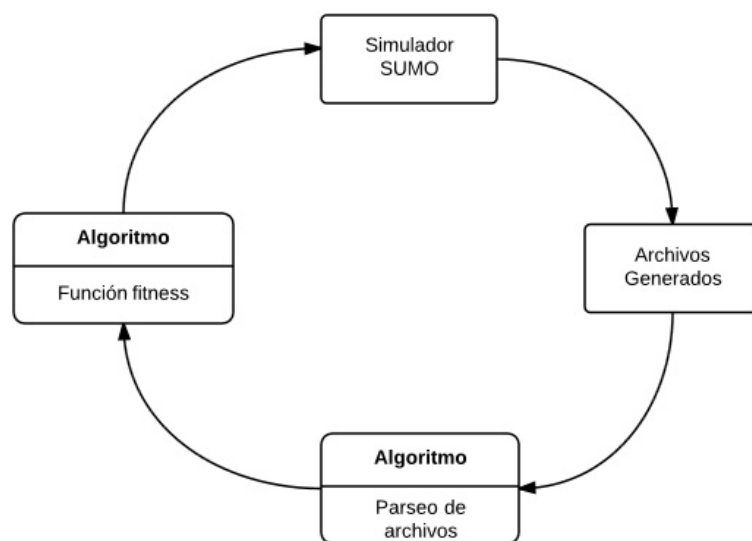 Simulador
SUMO
Algoritmo
Función fitness
Archivos
Generados
Algoritmo
Parseo de
archivos